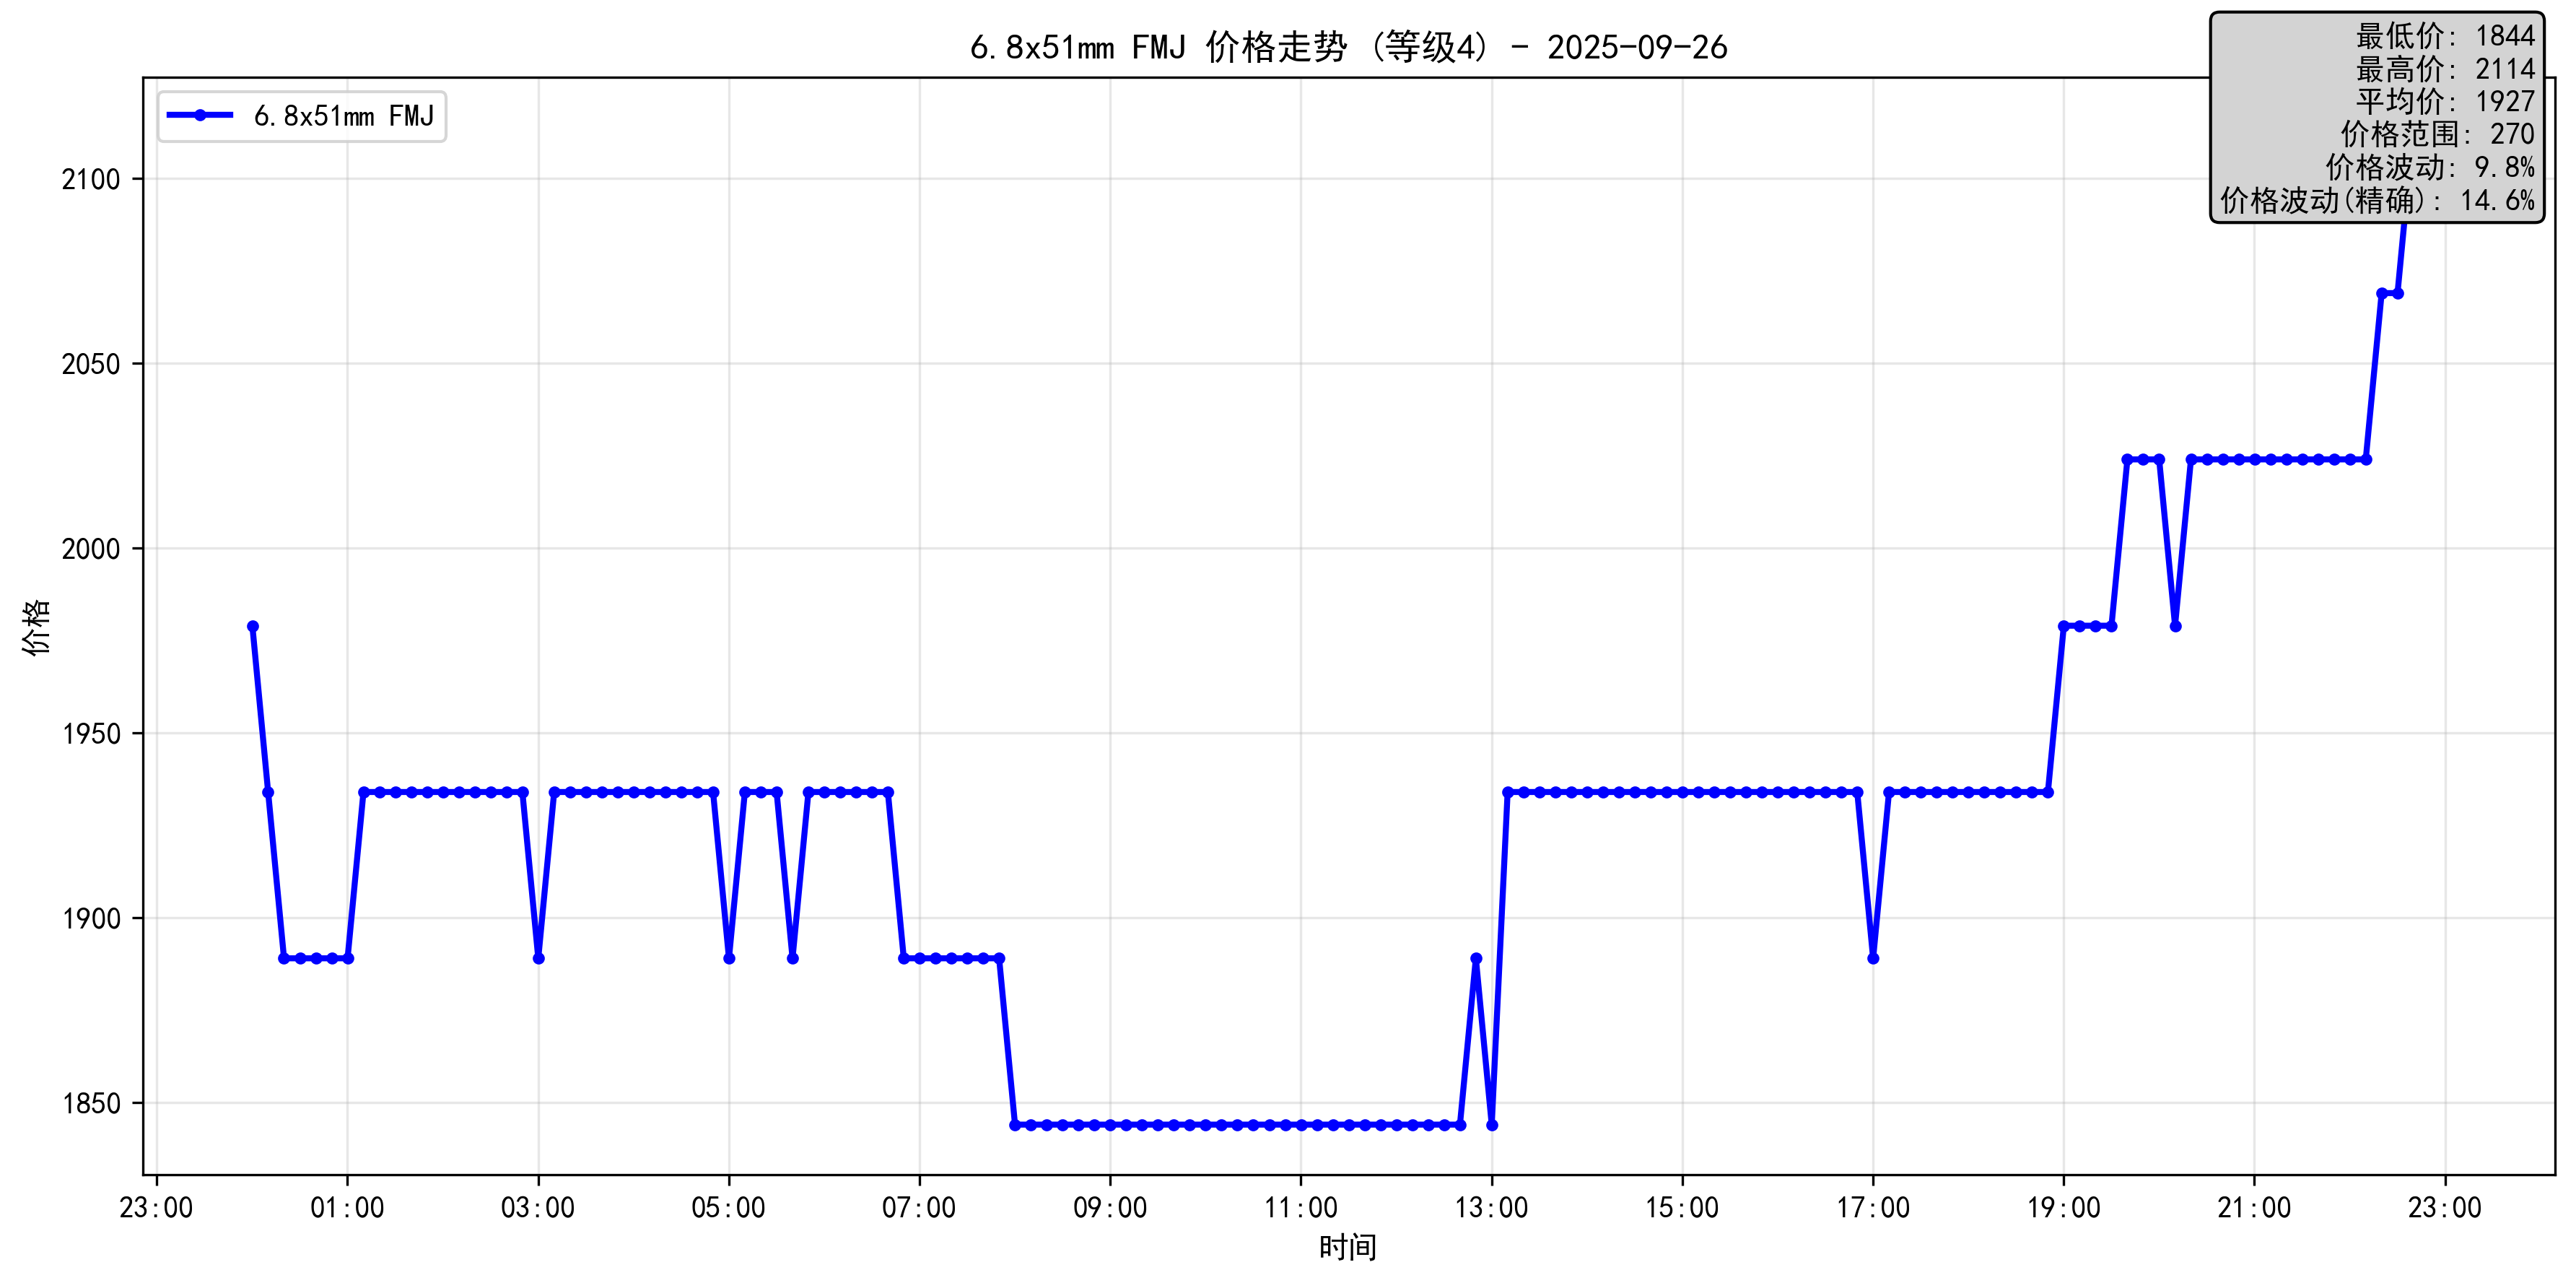 6.8x51mm FMJ 价格走势 (等级4) - 2025-09-26
最低价: 1844
最高价: 2114
平均价: 1927
价格范围: 270
价格波动: 9.8%
价格波动(精确): 14.6%
6.8x51mm FMJ
2100
2050
2000
1950
1900
1850
价格
23:00 01:00 03:00 05:00 07:00 09:00 11:00 13:00 15:00 17:00 19:00 21:00 23:00
时间